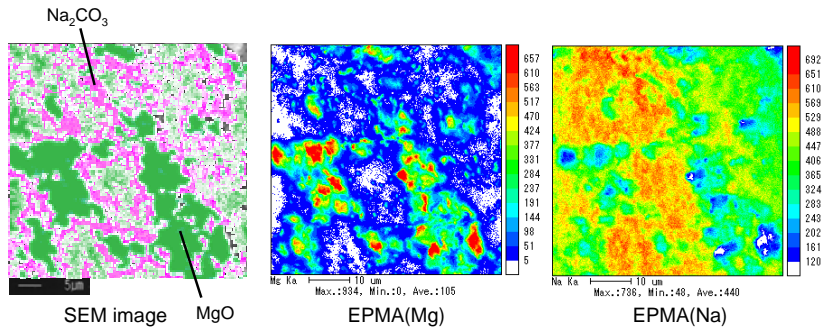 Na₂CO₃
5μm
SEM image
MgO
657
610
563
517
470
424
377
331
284
237
191
144
98
51
5
Mg Ka
10 um
Max.:934, Min.:0, Ave.:105
EPMA(Mg)
692
651
610
569
529
488
447
406
365
324
284
243
202
161
120
Na Ka
10 um
Max.:736, Min.:48, Ave.:440
EPMA(Na)